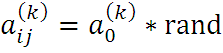 a_{ij}^{(k)} = a_0^{(k)} * rand